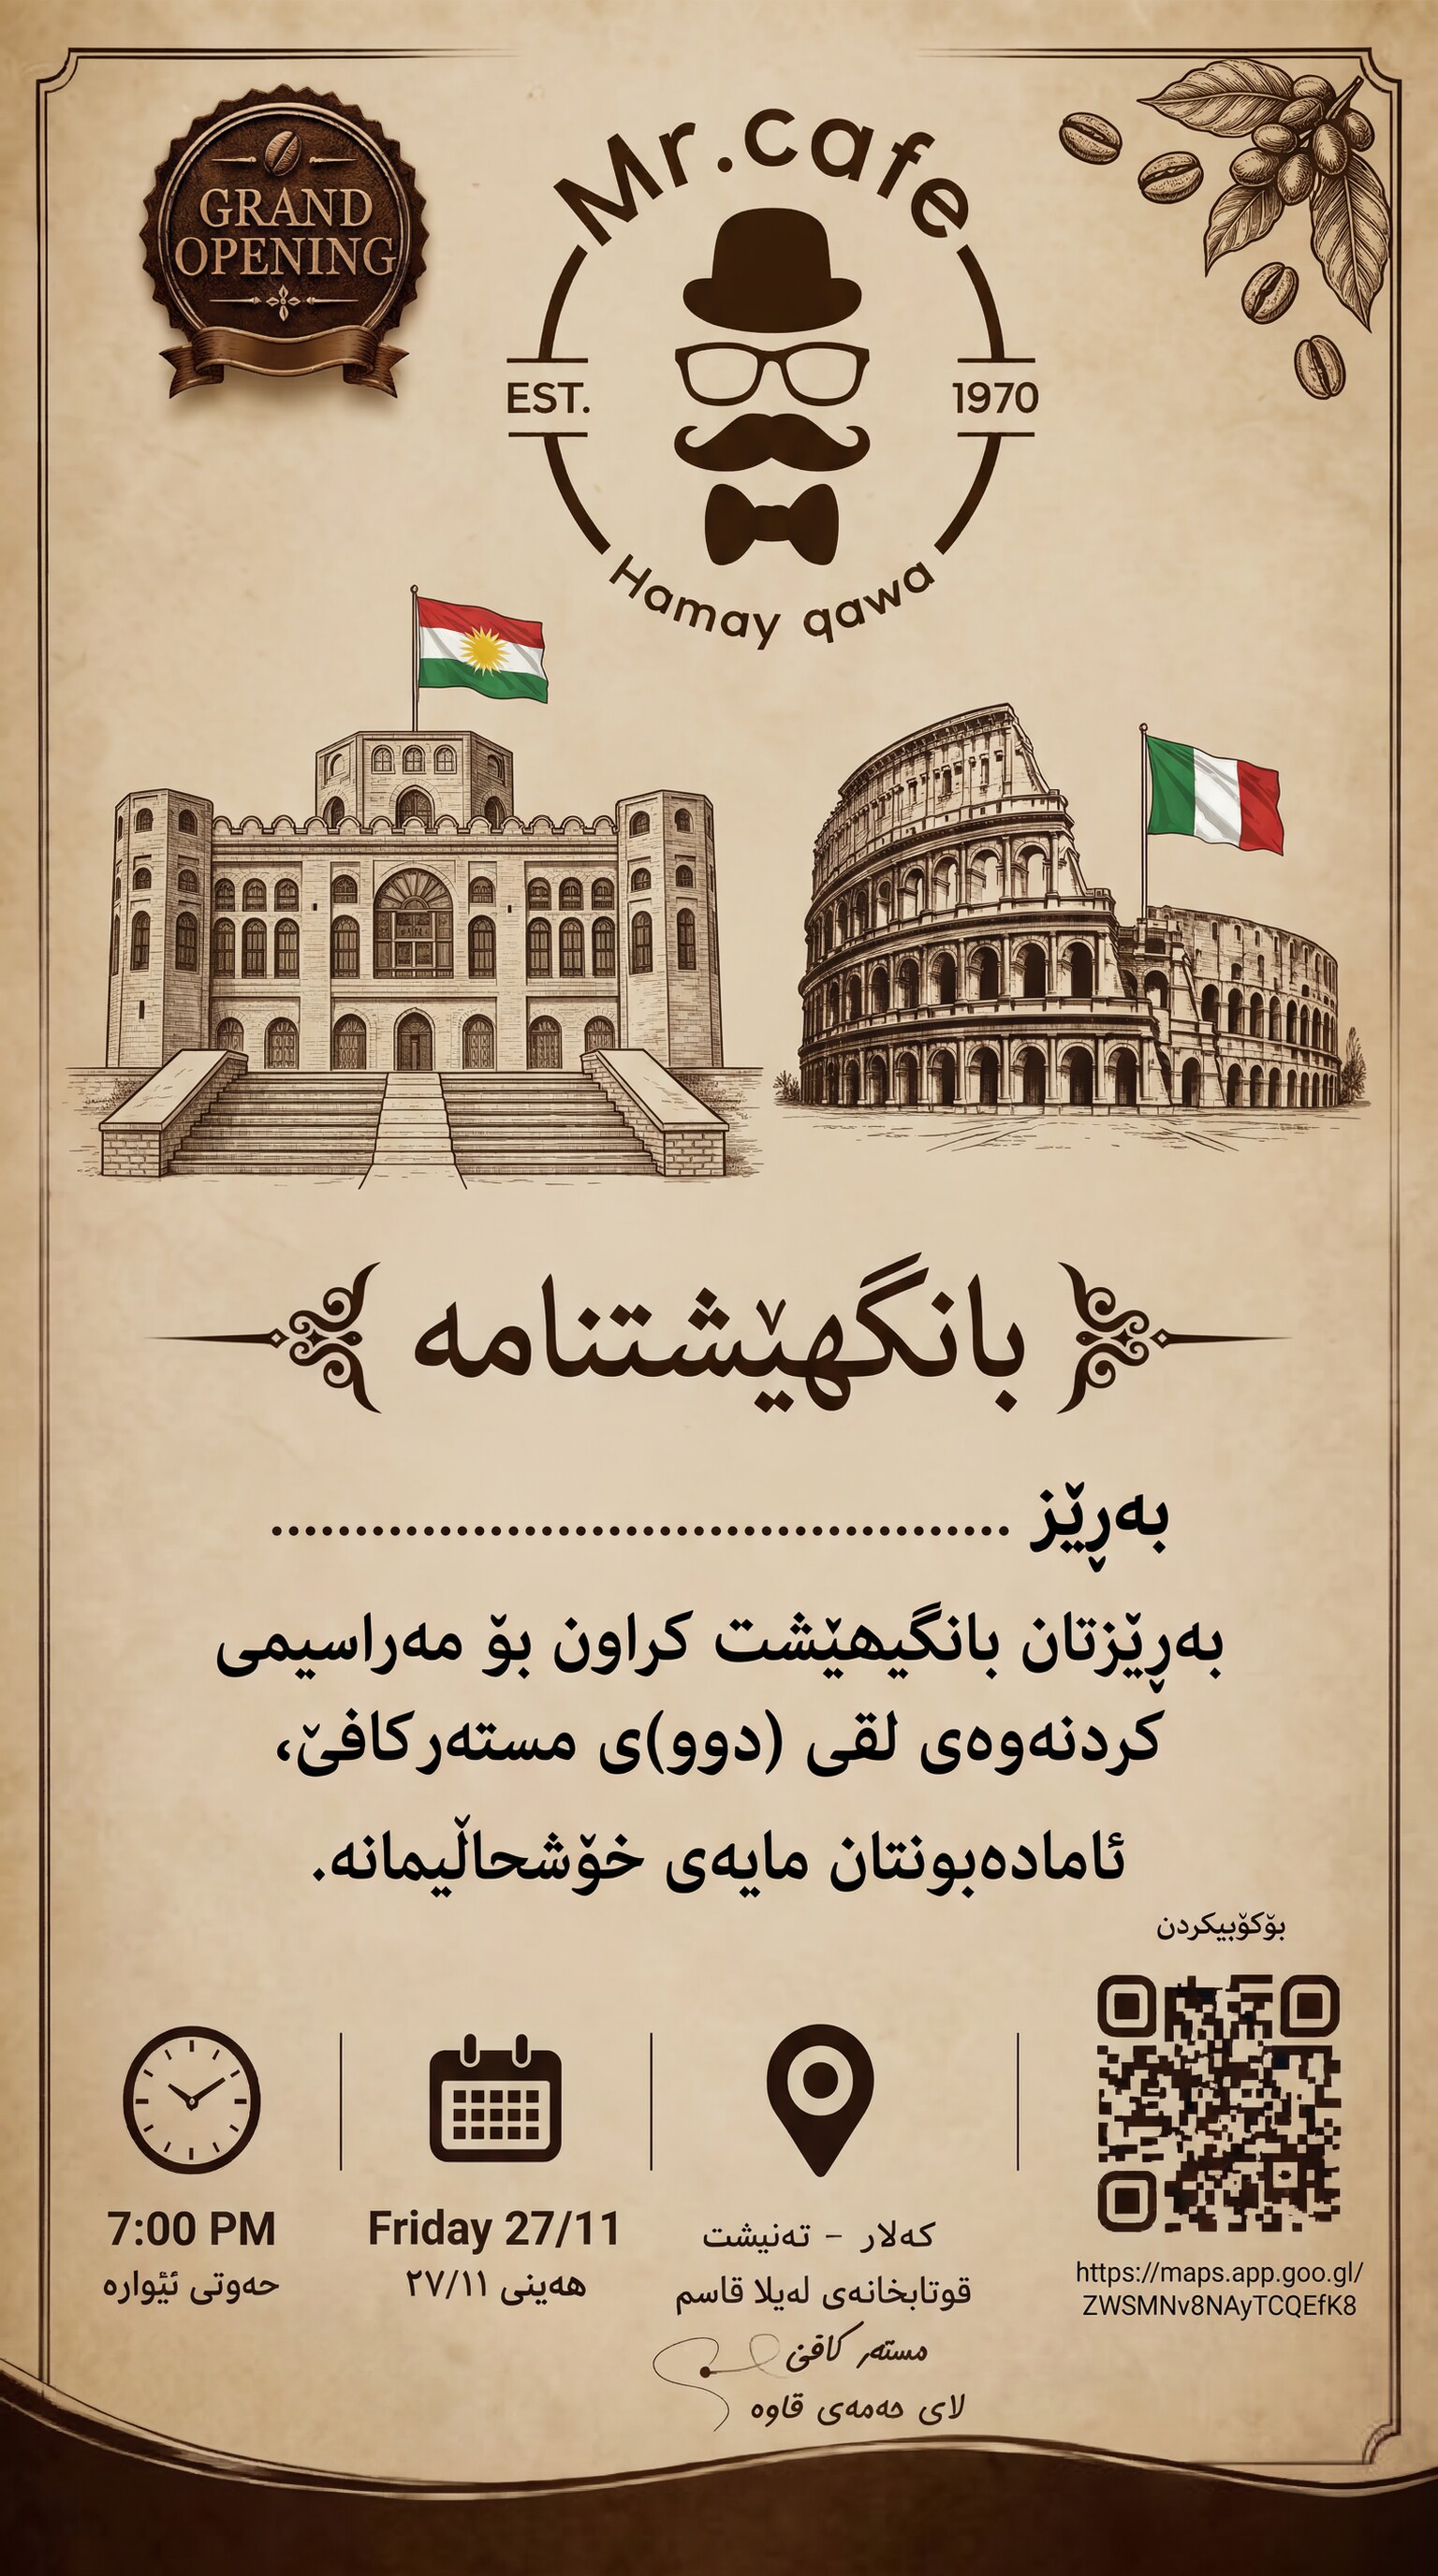 GRAND
OPENING
Mr.cafe
EST.
1970
Hamay qawa
بانگهێشتنامە
بەڕێز ............................................
بەڕێزتان بانگیهێشت کراون بۆ مەراسیمی
کردنەوەی لقی (دوو)ی مستەرکافێ،
ئامادەبونتان مایەی خۆشحاڵیمانە.
بۆکۆپیکردن
7:00 PM
حەوتی ئێوارە
Friday 27/11
هەینی ٢٧/١١
کەلار - تەنیشت
قوتابخانەی لەیلا قاسم
مستەر کافێ
لای حەمەی قاوە
https://maps.app.goo.gl/
ZWSMNv8NAyTCQEfK8